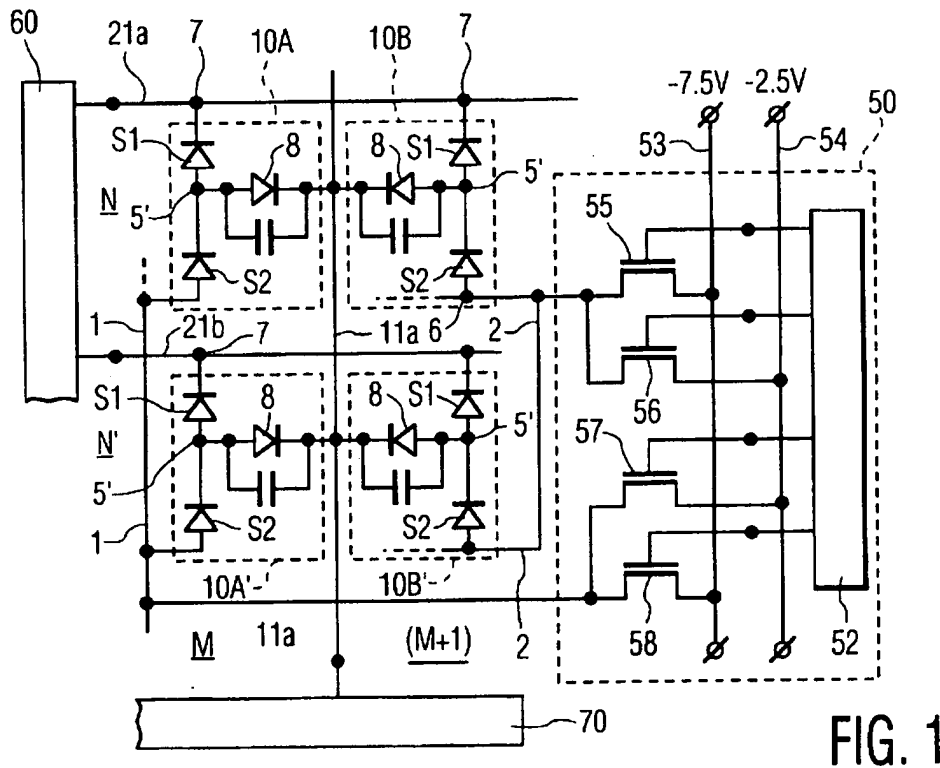 60 21a 7 10A 10B 7 -7.5V -2.5V
53 54 50
S1 8 8 S1 55
N 5' 5'
S2 S2
1 21b 7 11a 6 2 56
S1 8 8 S1
N' 5' 5' 57
1 S2 S2
10A' 10B' 2 58 52
M 11a (M+1)
70
FIG. 1